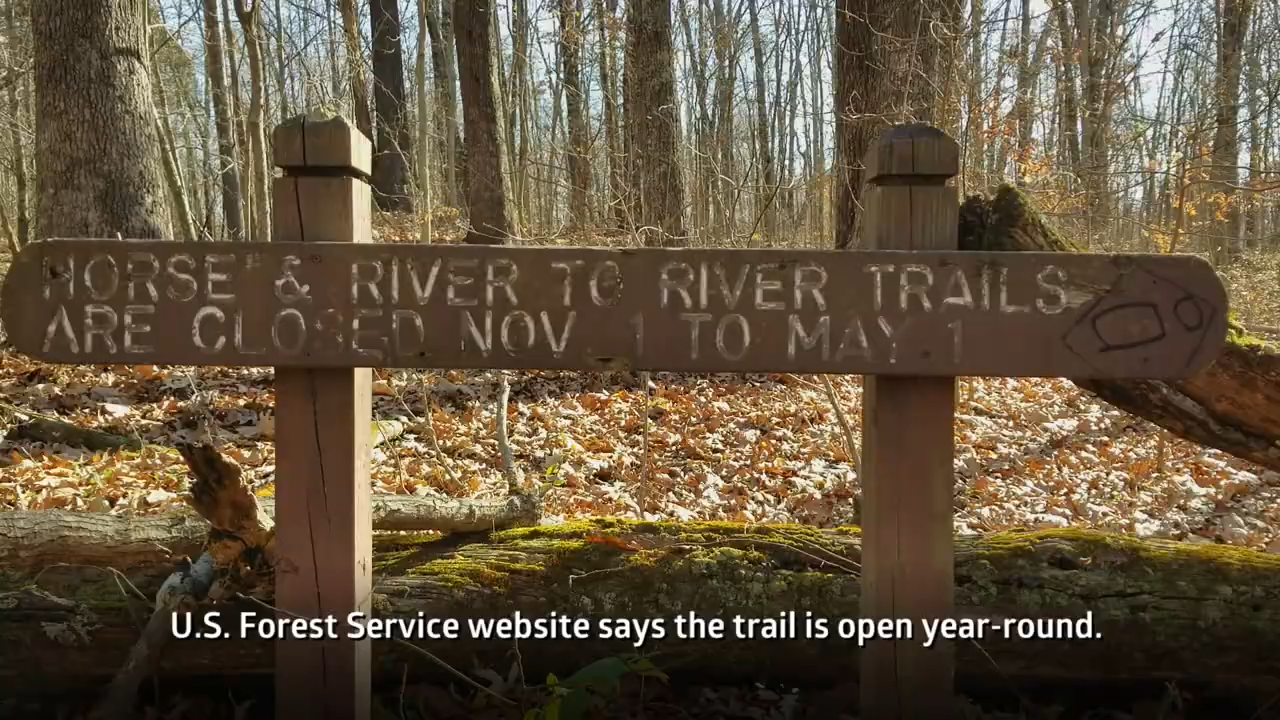 HORSE & RIVER TO RIVER TRAILS
ARE CLOSED NOV. 1 TO MAY 1
U.S. Forest Service website says the trail is open year-round.